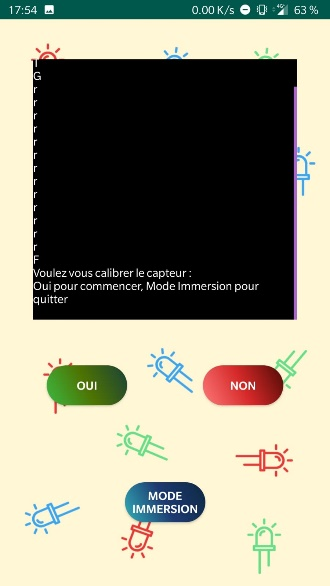 17:54 0.00 K/s 4G 63 %
G
r
r
r
r
r
r
r
r
r
r
r
r
r
F
Voulez vous calibrer le capteur :
Oui pour commencer, Mode Immersion pour
quitter
OUI NON
MODE
IMMERSION